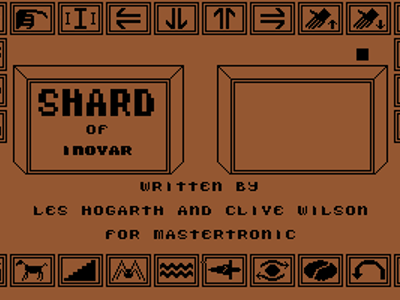 SHARD
OF
INOVAR
WRITTEN BY
LES HOGARTH AND CLIVE WILSON
FOR MASTERTRONIC